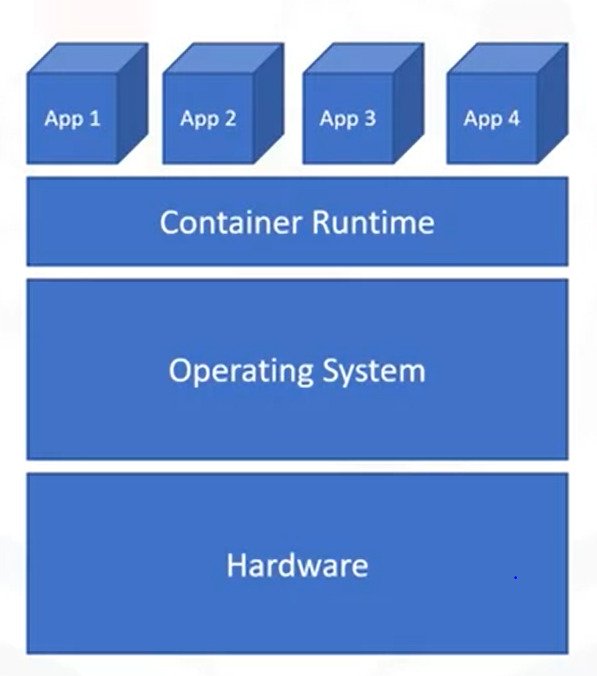 App 1
App 2
App 3
App 4
Container Runtime
Operating System
Hardware